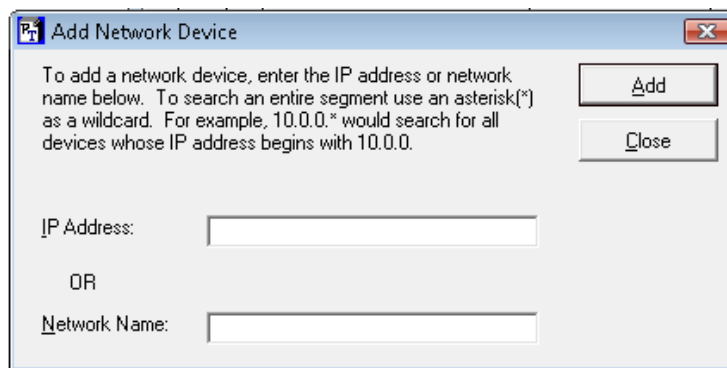 PT Add Network Device
To add a network device, enter the IP address or network
name below. To search an entire segment use an asterisk(*)
as a wildcard. For example, 10.0.0.* would search for all
devices whose IP address begins with 10.0.0.
Add
Close
IP Address:
OR
Network Name: